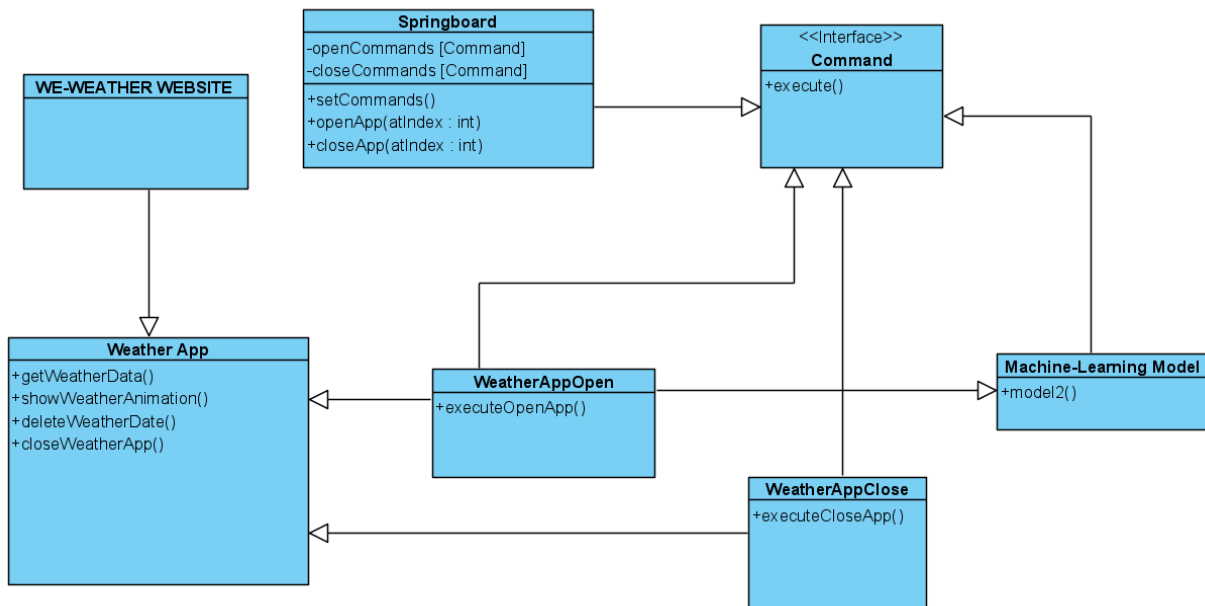 Springboard
-openCommands [Command]
-closeCommands [Command]
+setCommands()
+openApp(atIndex : int)
+closeApp(atIndex : int)
<<Interface>>
Command
+execute()
WE-WEATHER WEBSITE
Weather App
+getWeatherData()
+showWeatherAnimation()
+deleteWeatherDate()
+closeWeatherApp()
WeatherAppOpen
+executeOpenApp()
Machine-Learning Model
+model2()
WeatherAppClose
+executeCloseApp()